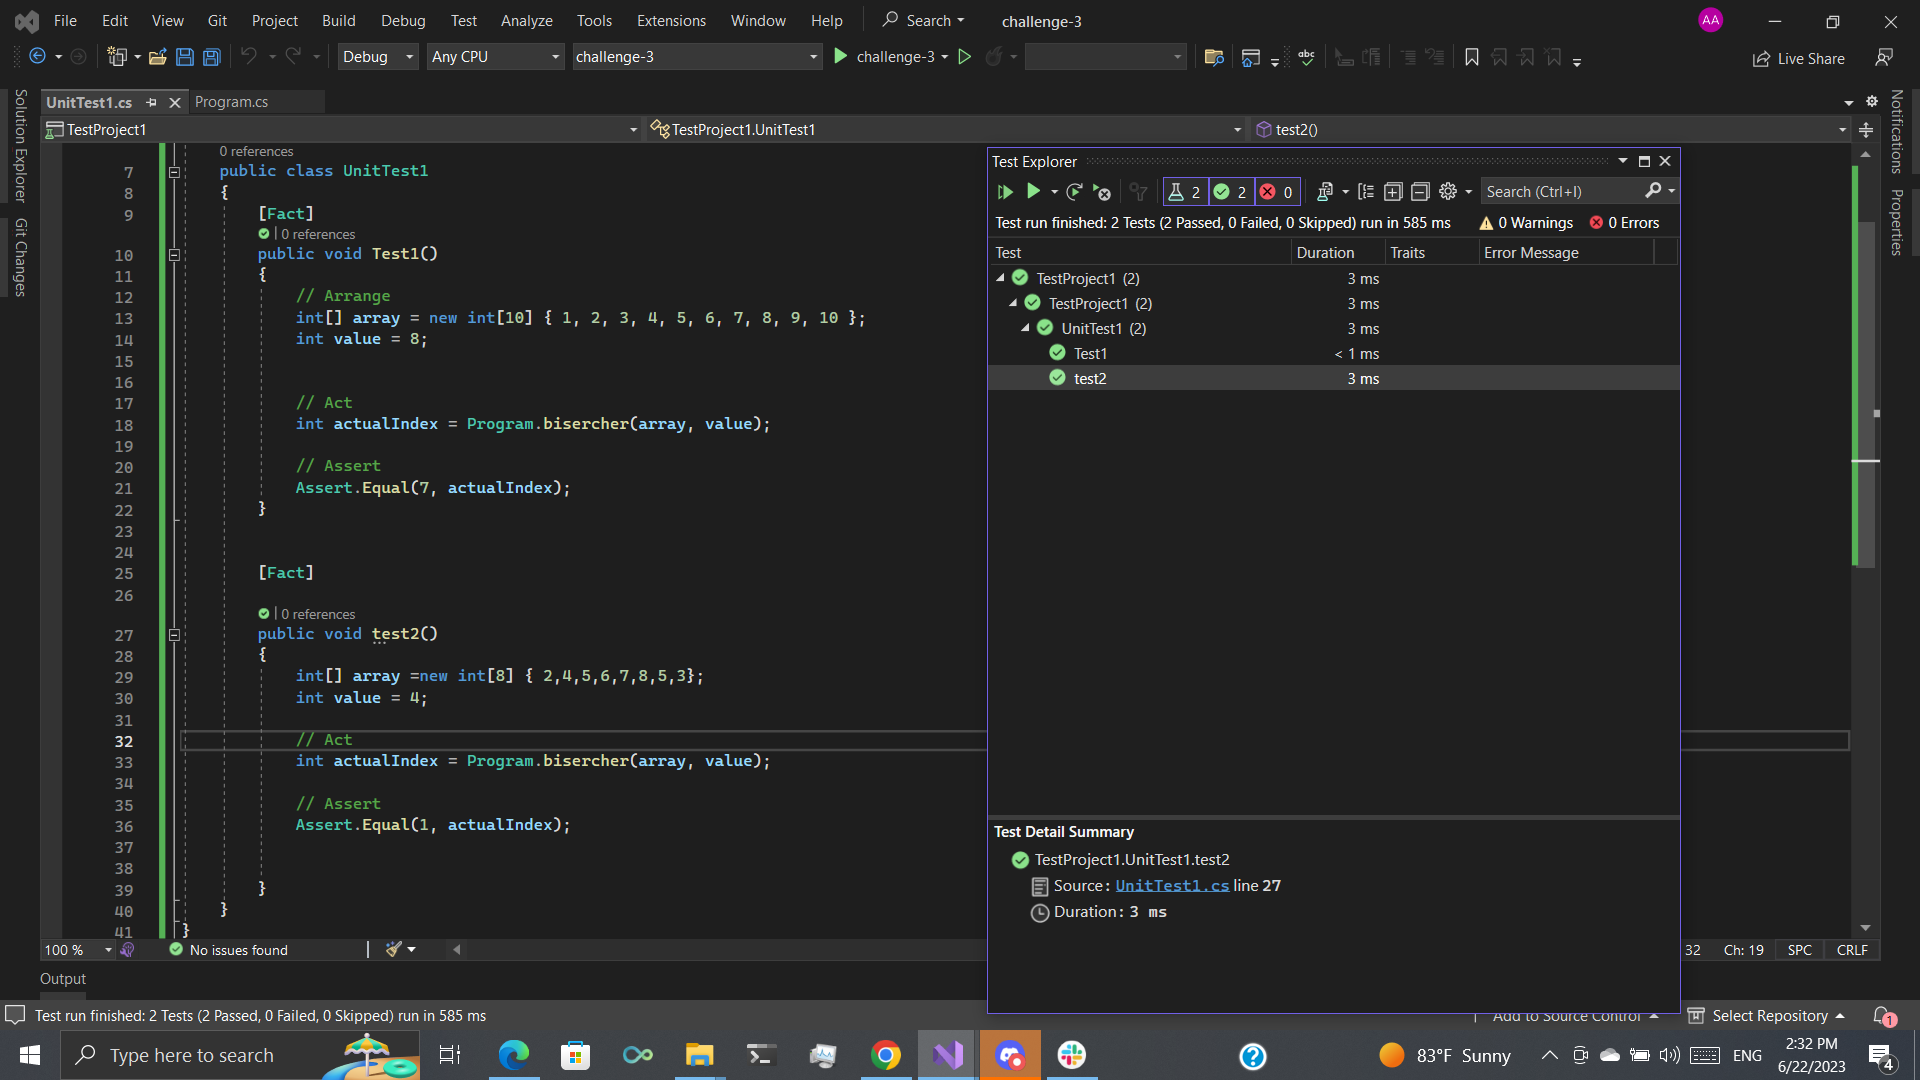 File Edit View Git Project Build Debug Test Analyze Tools Extensions Window Help Search challenge-3 AA
Debug Any CPU challenge-3 challenge-3 abc Live Share
UnitTest1.cs Program.cs
TestProject1 TestProject1.UnitTest1 test2()
Solution Explorer
Git Changes
Notifications
Properties
0 references
7 public class UnitTest1
8 {
9 [Fact]
0 references
10 public void Test1()
11 {
12 // Arrange
13 int[] array = new int[10] { 1, 2, 3, 4, 5, 6, 7, 8, 9, 10 };
14 int value = 8;
15
16
17 // Act
18 int actualIndex = Program.bisercher(array, value);
19
20 // Assert
21 Assert.Equal(7, actualIndex);
22 }
23
24
25 [Fact]
26
0 references
27 public void test2()
28 {
29 int[] array =new int[8] { 2,4,5,6,7,8,5,3};
30 int value = 4;
31
32 // Act
33 int actualIndex = Program.bisercher(array, value);
34
35 // Assert
36 Assert.Equal(1, actualIndex);
37
38
39 }
40 }
41 }
Test Explorer
2 2 0 Search (Ctrl+I)
Test run finished: 2 Tests (2 Passed, 0 Failed, 0 Skipped) run in 585 ms 0 Warnings 0 Errors
Test Duration Traits Error Message
TestProject1 (2) 3 ms
TestProject1 (2) 3 ms
UnitTest1 (2) 3 ms
Test1 < 1 ms
test2 3 ms
Test Detail Summary
TestProject1.UnitTest1.test2
Source: UnitTest1.cs line 27
Duration: 3 ms
100 % No issues found 32 Ch: 19 SPC CRLF
Output
Test run finished: 2 Tests (2 Passed, 0 Failed, 0 Skipped) run in 585 ms Add to Source Control Select Repository 1
Type here to search 83°F Sunny ENG 2:32 PM
6/22/2023 4